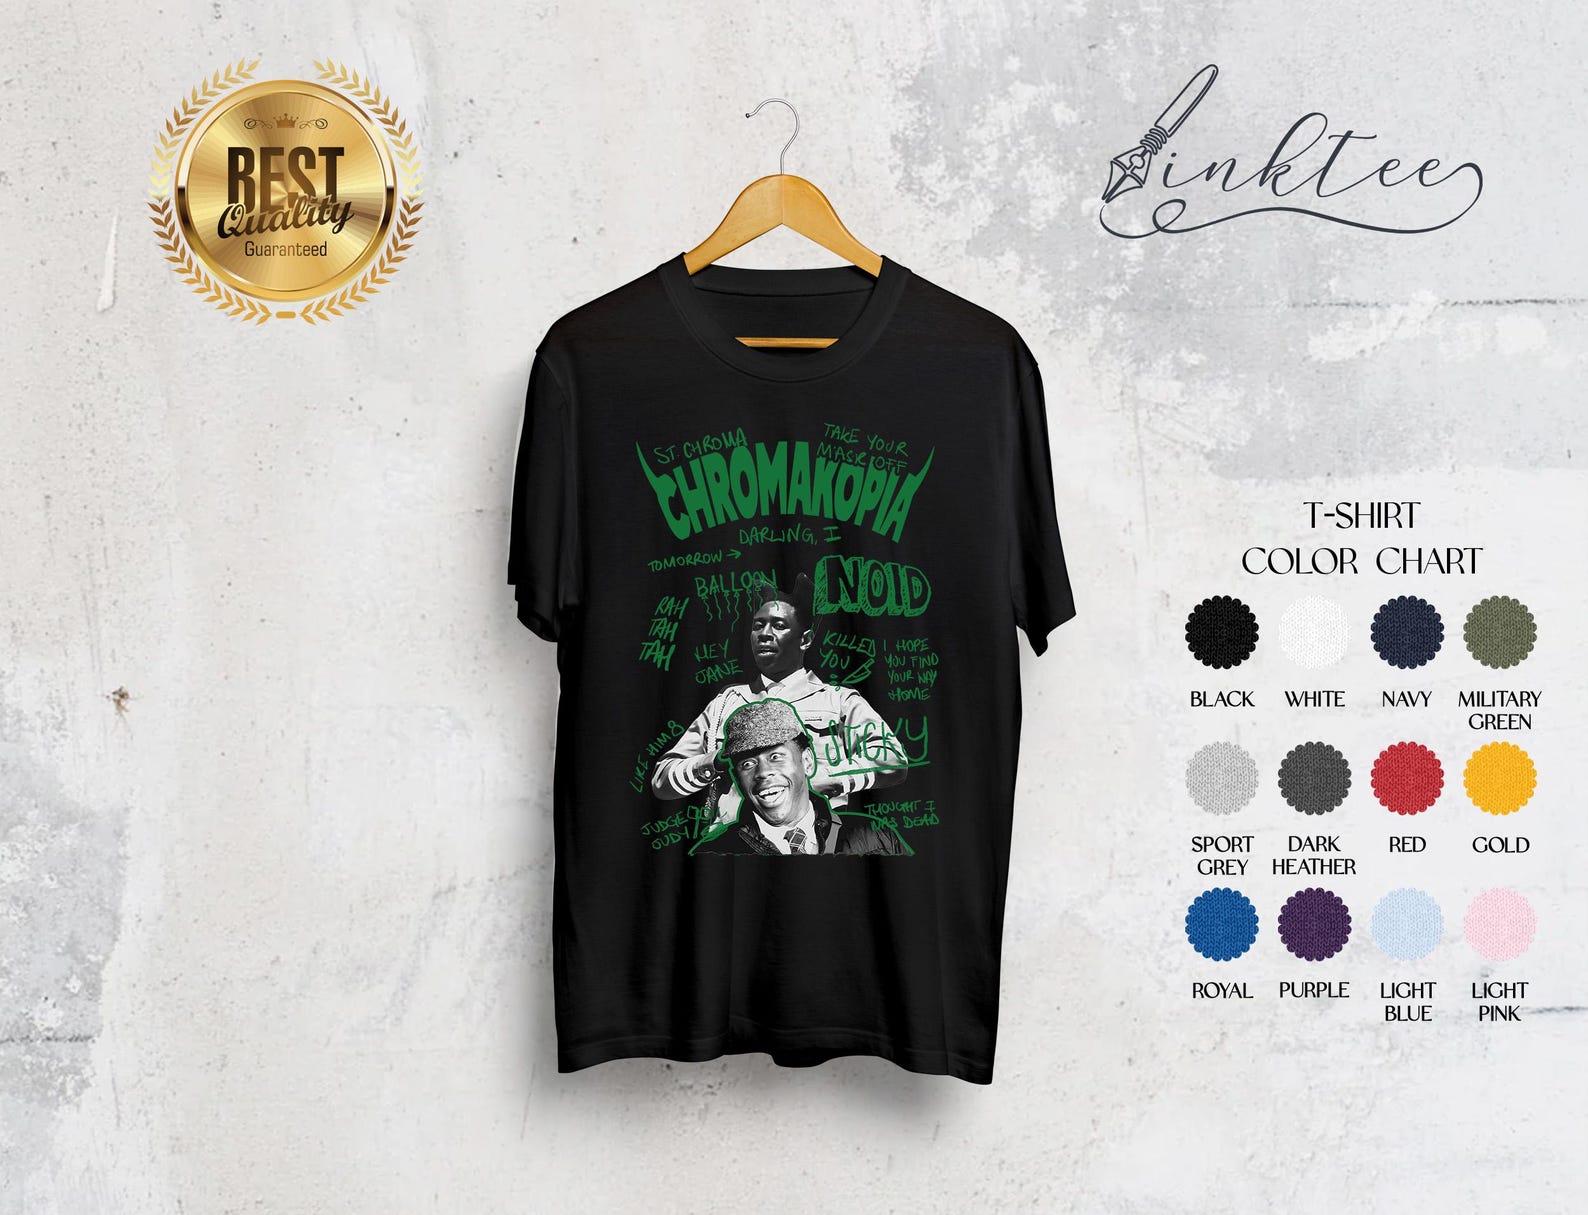 BEST
Quality
Guaranteed
inktee
ST. CHROMA
TAKE YOUR
MASK OFF
CHROMAKOPIA
DARLING, I
TOMORROW →
NOID
BALLOON
RAH
TAH
TAH
HEY
JANE
KILLED
YOU
I HOPE
YOU FIND
YOUR WAY
HOME
STICKY
LIKE HIM
JUDGE
JUDY
THOUGHT I
WAS DEAD
T-SHIRT
COLOR CHART
BLACK
WHITE
NAVY
MILITARY
GREEN
SPORT
GREY
DARK
HEATHER
RED
GOLD
ROYAL
PURPLE
LIGHT
BLUE
LIGHT
PINK